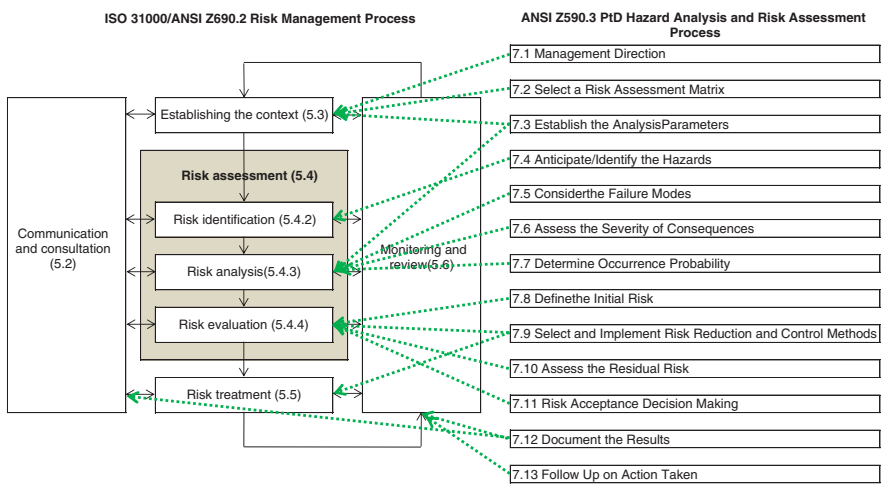 ISO 31000/ANSI Z690.2 Risk Management Process
ANSI Z590.3 PtD Hazard Analysis and Risk Assessment
Process
Communication
and consultation
(5.2)
Establishing the context (5.3)
Risk assessment (5.4)
Risk identification (5.4.2)
Risk analysis(5.4.3)
Risk evaluation (5.4.4)
Risk treatment (5.5)
Monitoring and
review(5.6)
7.1 Management Direction
7.2 Select a Risk Assessment Matrix
7.3 Establish the AnalysisParameters
7.4 Anticipate/Identify the Hazards
7.5 Considerthe Failure Modes
7.6 Assess the Severity of Consequences
7.7 Determine Occurrence Probability
7.8 Definethe Initial Risk
7.9 Select and Implement Risk Reduction and Control Methods
7.10 Assess the Residual Risk
7.11 Risk Acceptance Decision Making
7.12 Document the Results
7.13 Follow Up on Action Taken